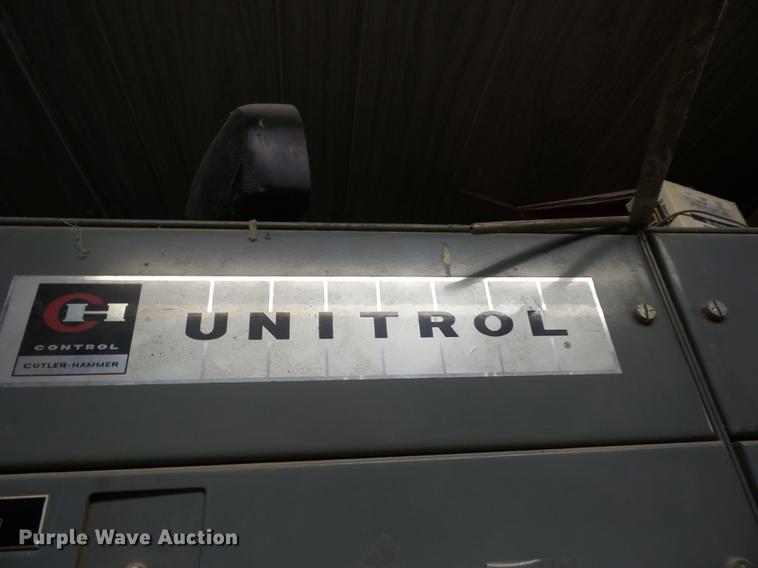 CH
CONTROL
CUTLER-HAMMER
UNITROL®
Purple Wave Auction